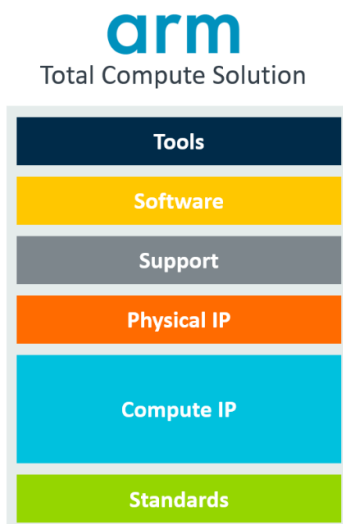 arm
Total Compute Solution
Tools
Software
Support
Physical IP
Compute IP
Standards